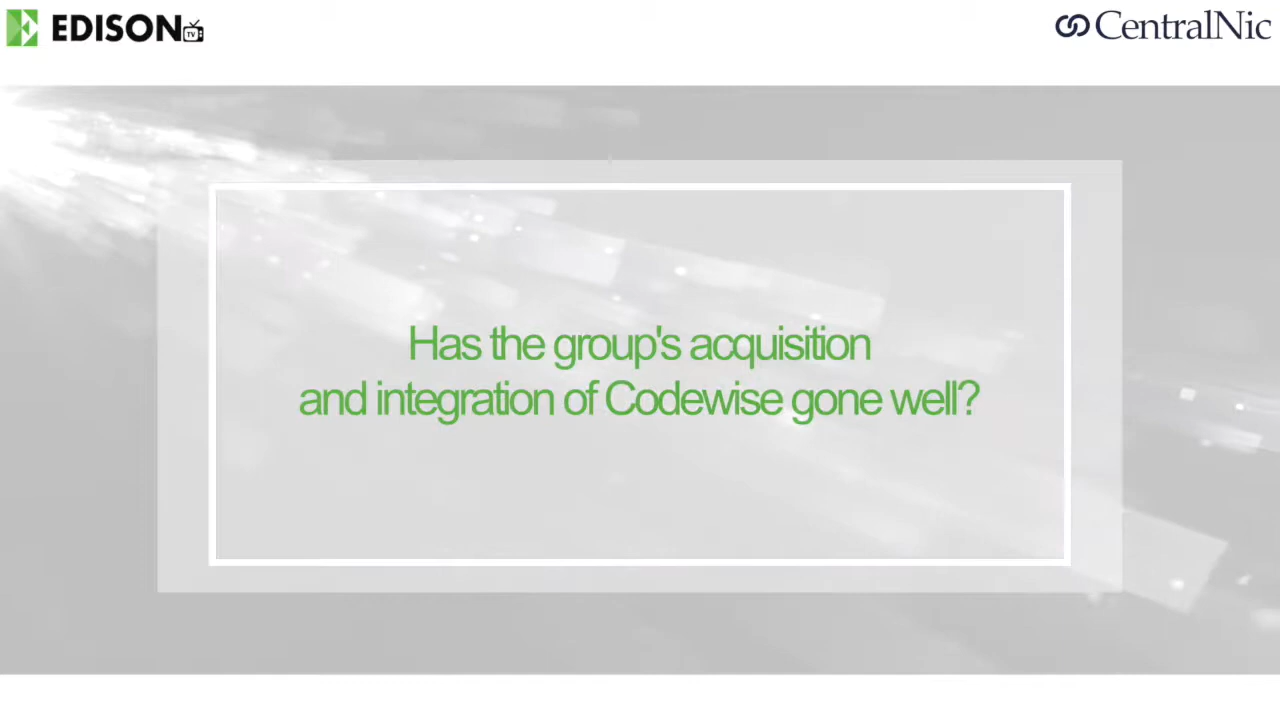 EDISON TV
CentralNic
Has the group's acquisition
and integration of Codewise gone well?